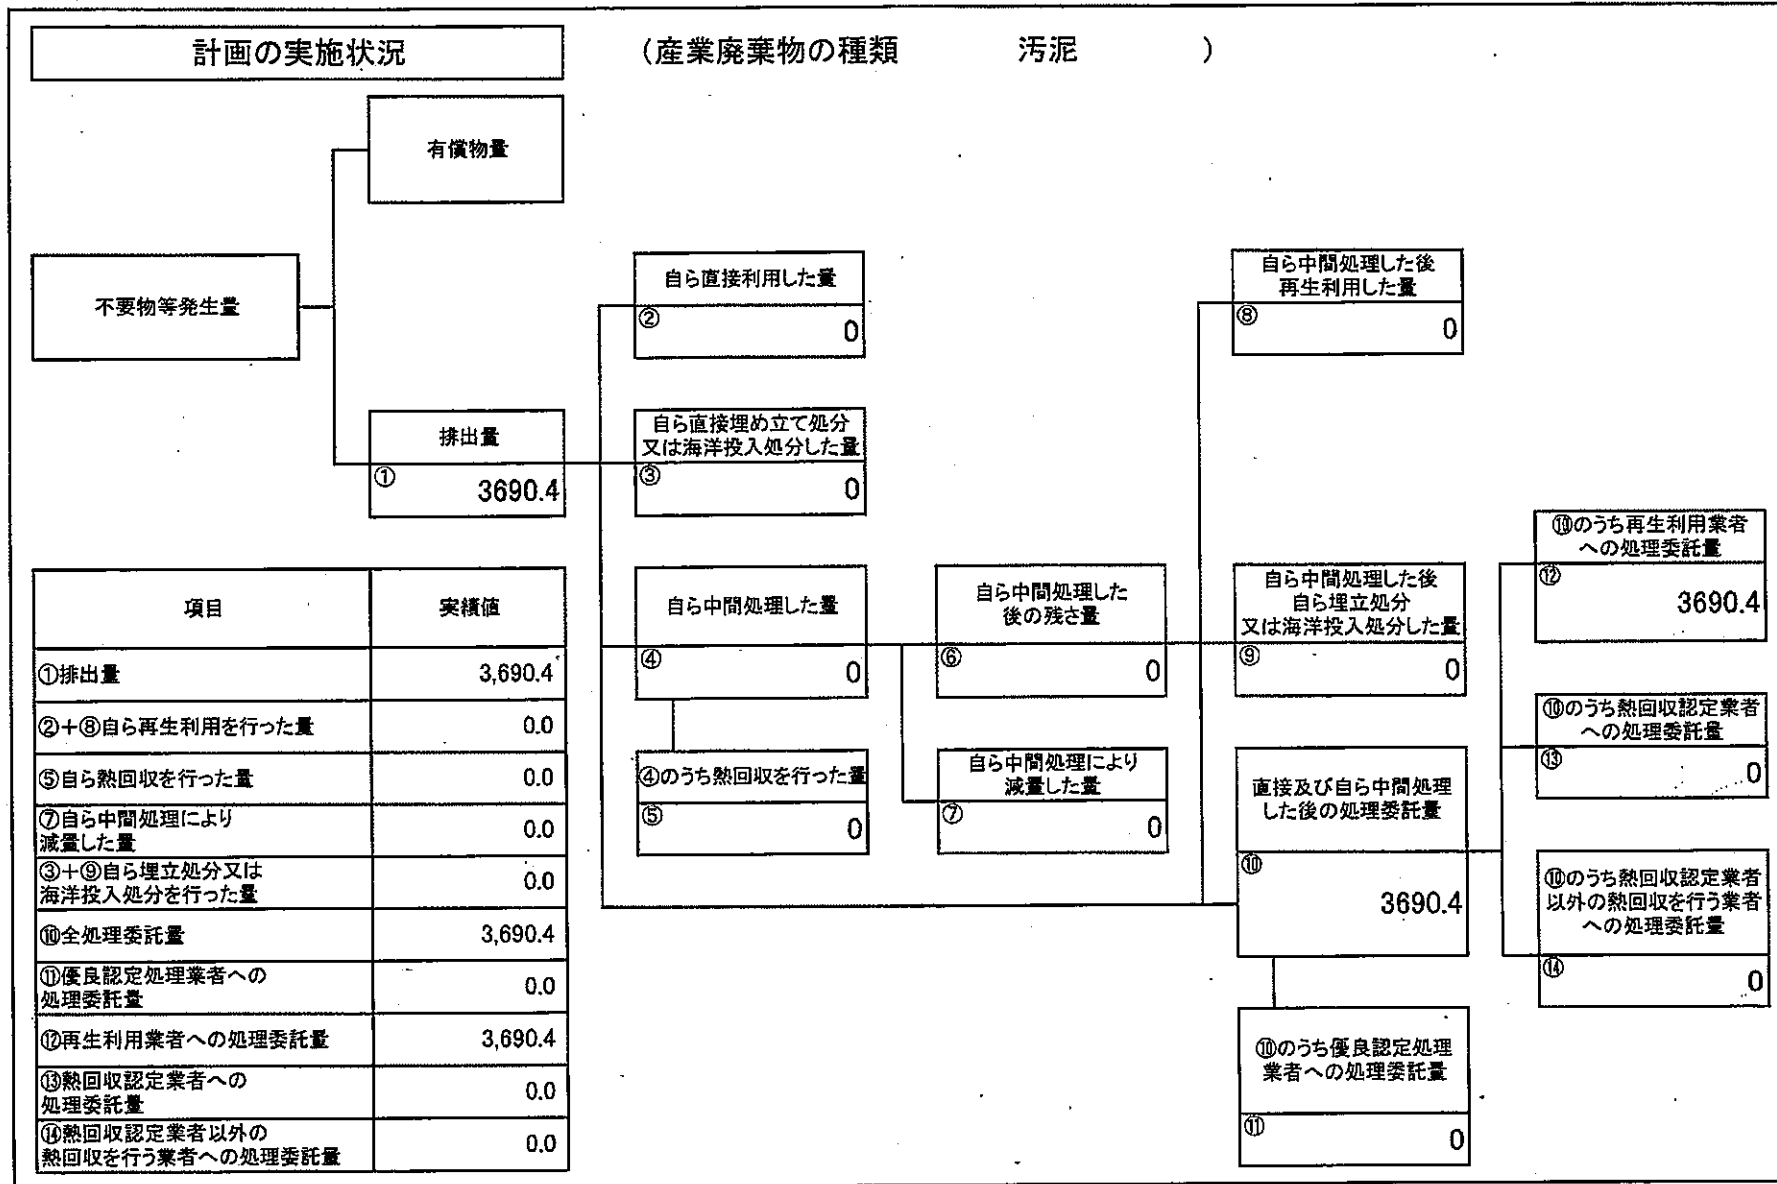 計画の実施状況
（産業廃棄物の種類　汚泥　）
有償物量
不要物等発生量
排出量
①
3690.4
自ら直接利用した量
②
0
自ら直接埋め立て処分
又は海洋投入処分した量
③
0
自ら中間処理した量
④
0
④のうち熱回収を行った量
⑤
0
自ら中間処理した
後の残さ量
⑥
0
自ら中間処理により
減量した量
⑦
0
自ら中間処理した後
再生利用した量
⑧
0
自ら中間処理した後
自ら埋立処分
又は海洋投入処分した量
⑨
0
直接及び自ら中間処理
した後の処理委託量
⑩
3690.4
⑩のうち優良認定処理
業者への処理委託量
⑪
0
⑩のうち再生利用業者
への処理委託量
⑫
3690.4
⑩のうち熱回収認定業者
への処理委託量
⑬
0
⑩のうち熱回収認定業者
以外の熱回収を行う業者
への処理委託量
⑭
0
項目 実績値
①排出量 3,690.4
②＋⑧自ら再生利用を行った量 0.0
⑤自ら熱回収を行った量 0.0
⑦自ら中間処理により
減量した量 0.0
③＋⑨自ら埋立処分又は
海洋投入処分を行った量 0.0
⑩全処理委託量 3,690.4
⑪優良認定処理業者への
処理委託量 0.0
⑫再生利用業者への処理委託量 3,690.4
⑬熱回収認定業者への
処理委託量 0.0
⑭熱回収認定業者以外の
熱回収を行う業者への処理委託量 0.0